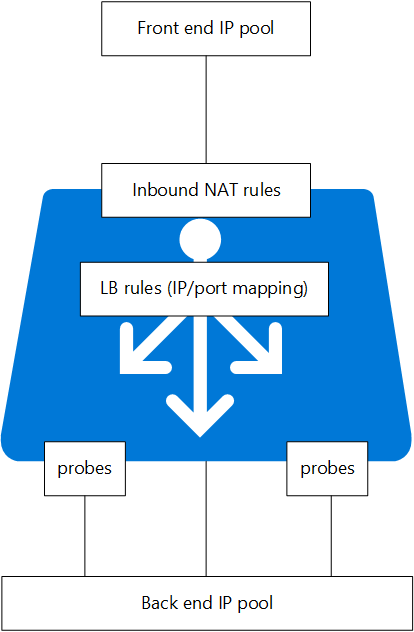 Front end IP pool
Inbound NAT rules
LB rules (IP/port mapping)
probes
probes
Back end IP pool